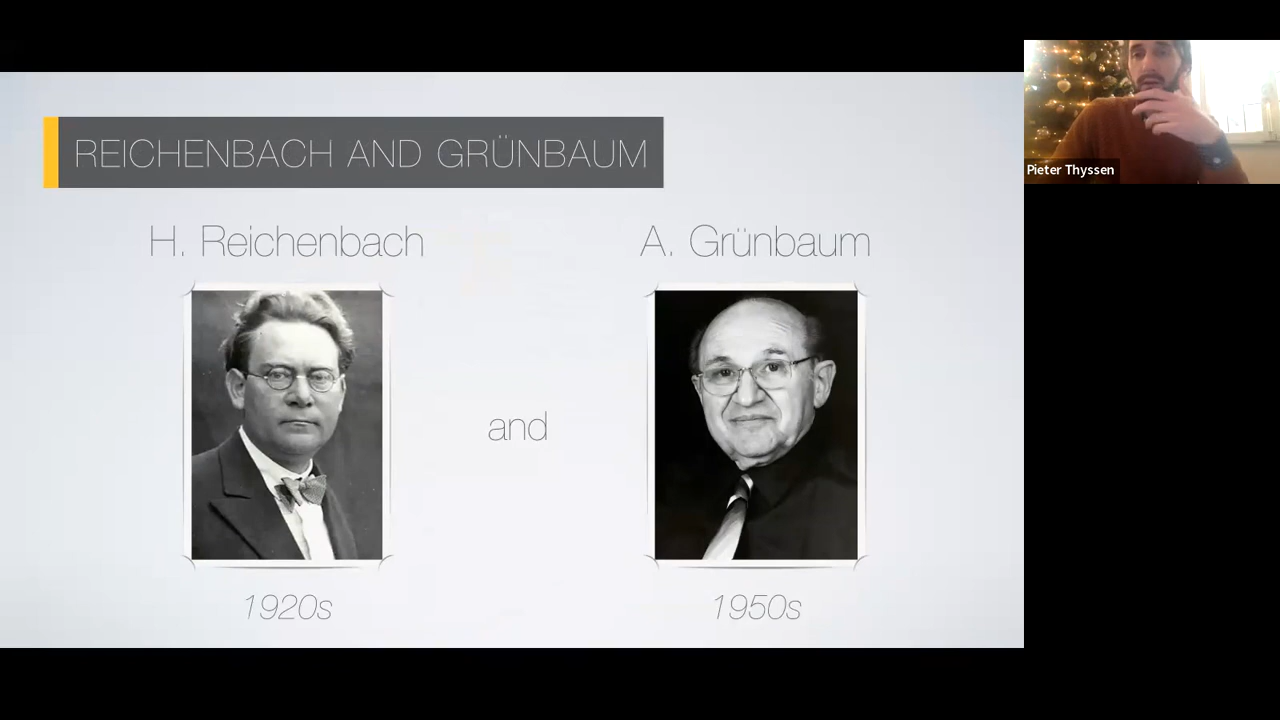 REICHENBACH AND GRÜNBAUM
H. Reichenbach
A. Grünbaum
and
1920s
1950s
Pieter Thyssen